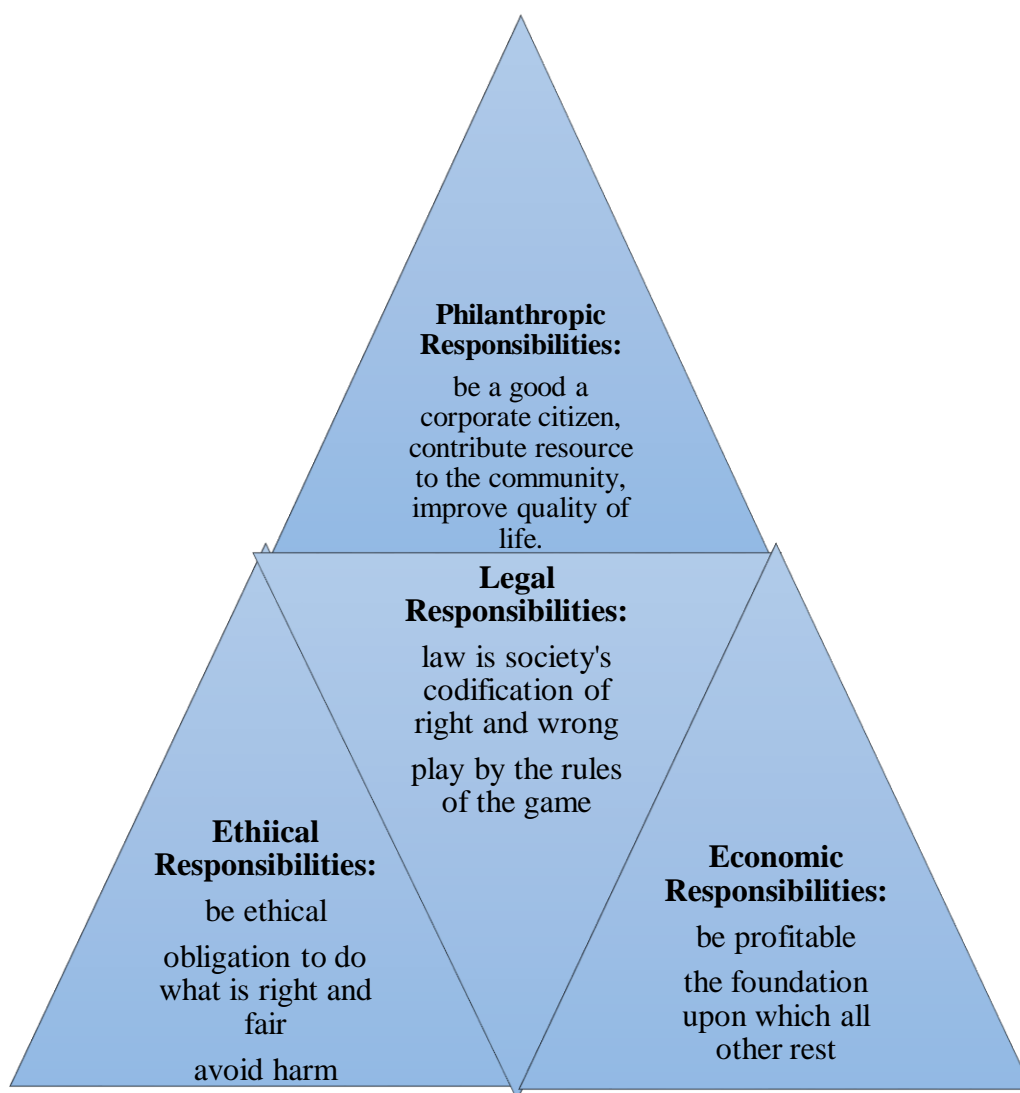 Philanthropic
Responsibilities:
be a good a
corporate citizen,
contribute resource
to the community,
improve quality of
life.
Legal
Responsibilities:
law is society's
codification of
right and wrong
play by the rules
of the game
Ethiical
Responsibilities:
be ethical
obligation to do
what is right and
fair
avoid harm
Economic
Responsibilities:
be profitable
the foundation
upon which all
other rest